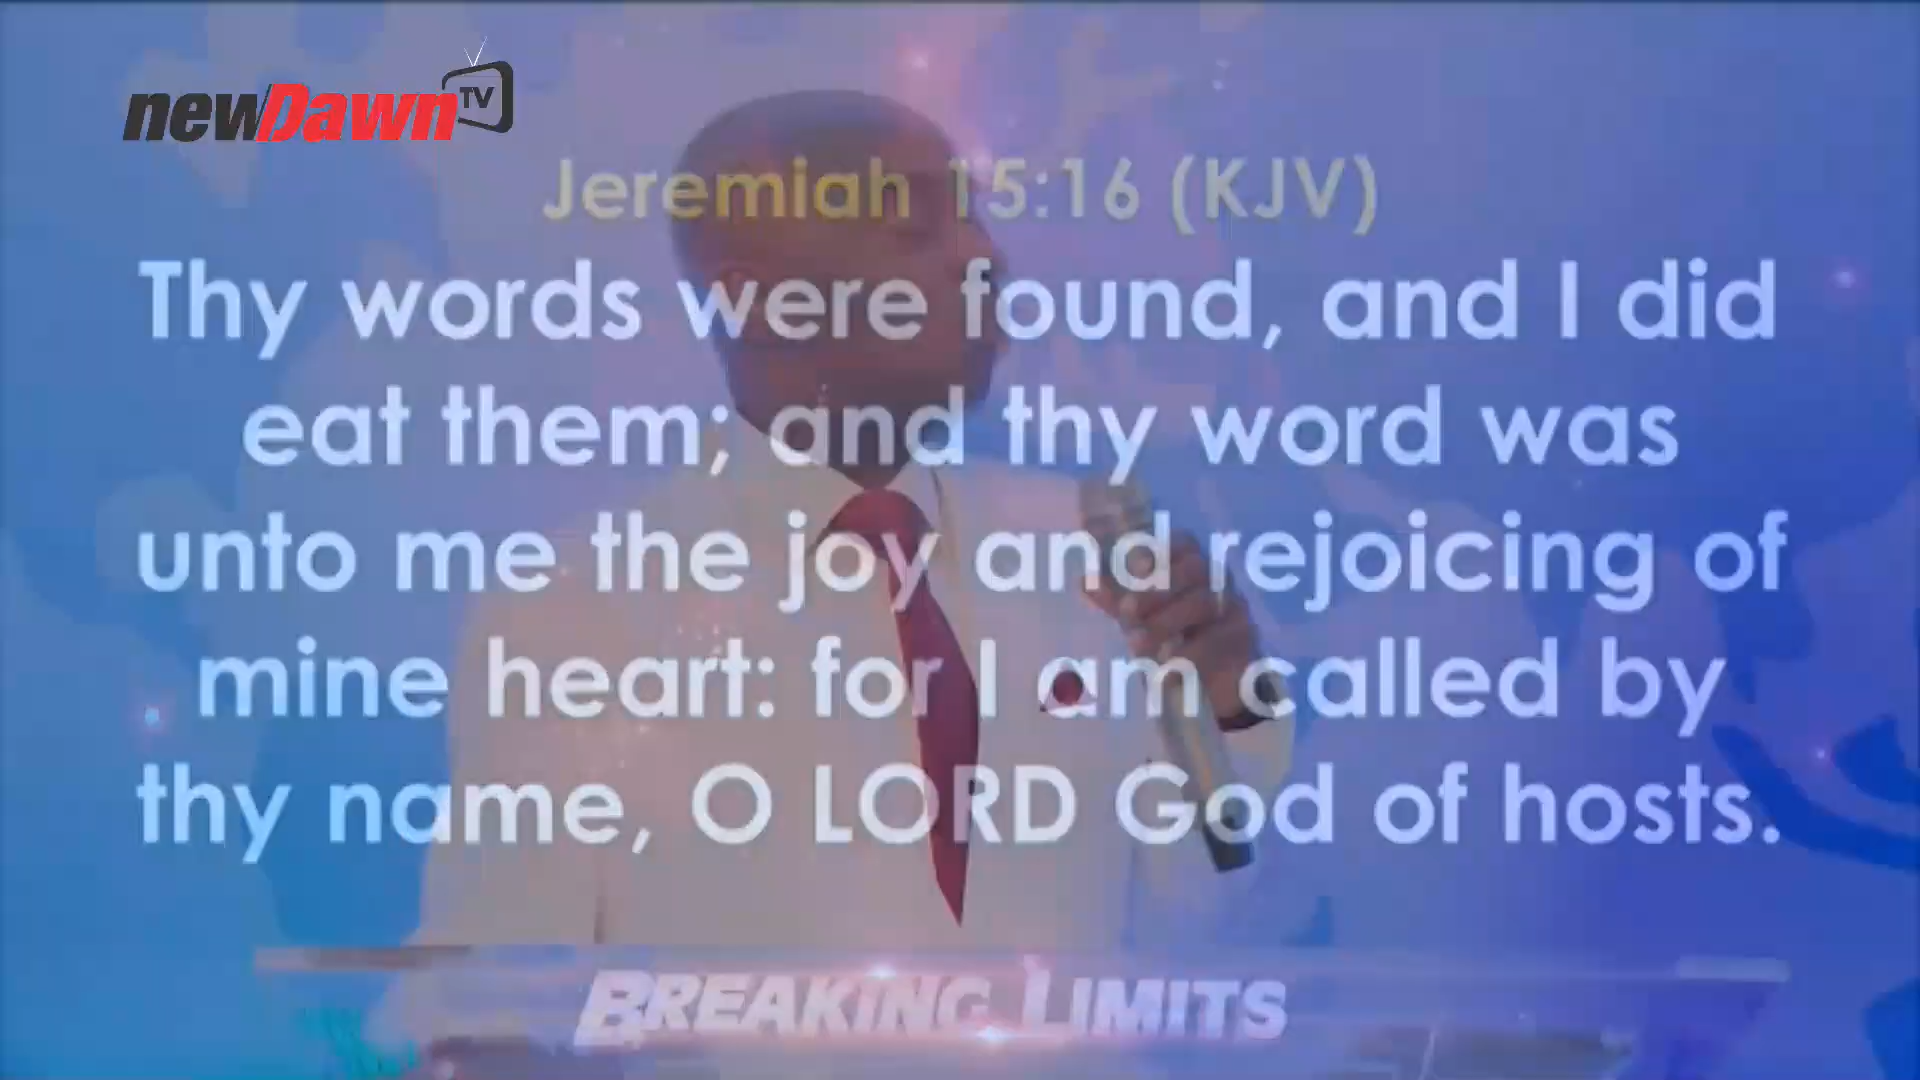 newDawn TV
Jeremiah 15:16 (KJV)
Thy words were found, and I did
eat them; and thy word was
unto me the joy and rejoicing of
mine heart: for I am called by
thy name, O LORD God of hosts.
BREAKING LIMITS